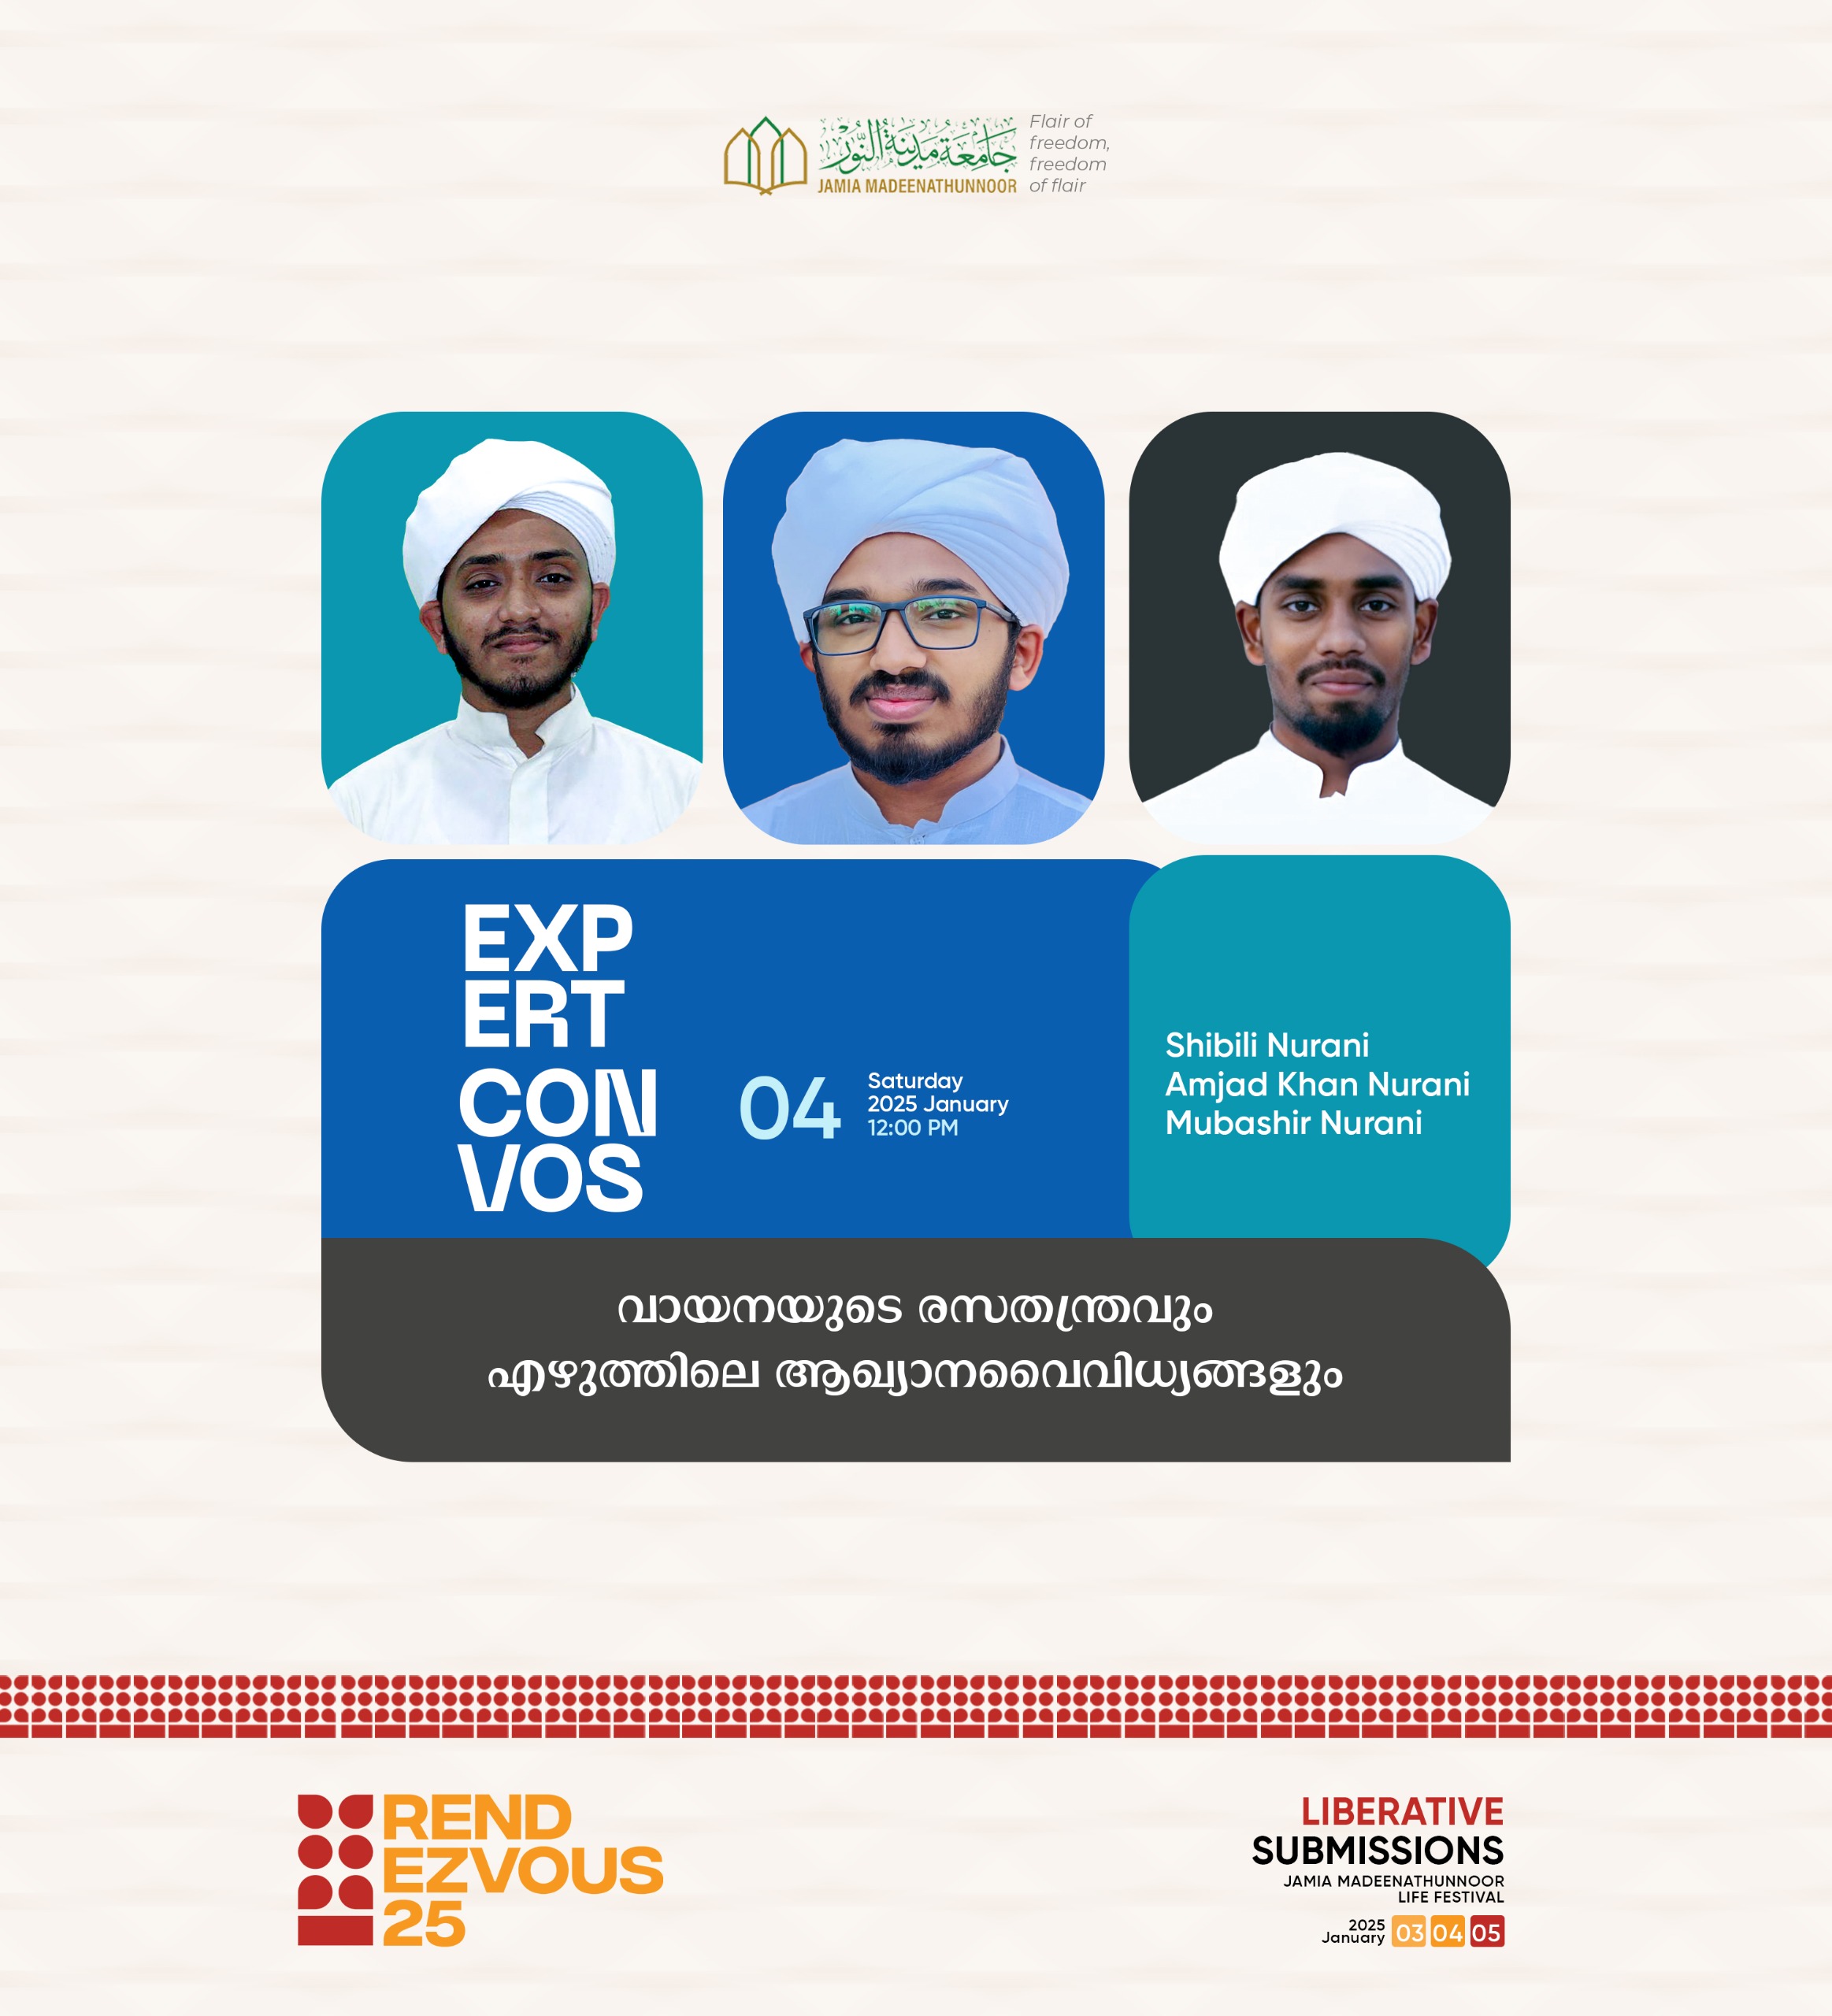 جامعة مدينة النور
JAMIA MADEENATHUNNOOR
Flair of
freedom,
freedom
of flair
EXP
ERT
CON
VOS
04
Saturday
2025 January
12:00 PM
Shibili Nurani
Amjad Khan Nurani
Mubashir Nurani
വായനയുടെ രസതന്ത്രവും
എഴുത്തിലെ ആഖ്യാനവൈവിധ്യങ്ങളും
REND
EZVOUS
25
LIBERATIVE
SUBMISSIONS
JAMIA MADEENATHUNNOOR
LIFE FESTIVAL
2025
January 03 04 05